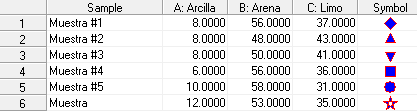 Sample A: Arcilla B: Arena C: Limo Symbol
1 Muestra #1 8.0000 56.0000 37.0000
2 Muestra #2 8.0000 48.0000 43.0000
3 Muestra #3 8.0000 50.0000 41.0000
4 Muestra #4 6.0000 56.0000 36.0000
5 Muestra #5 10.0000 58.0000 31.0000
6 Muestra 12.0000 53.0000 35.0000